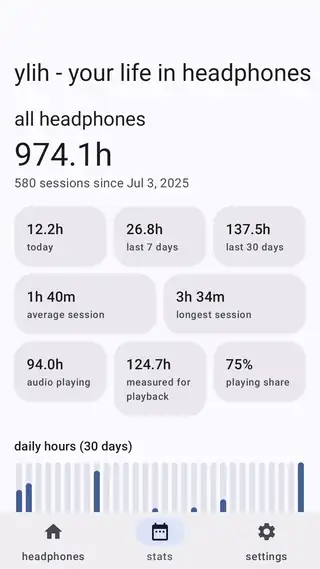 ylih - your life in headphones
all headphones
974.1h
580 sessions since Jul 3, 2025
12.2h
today
26.8h
last 7 days
137.5h
last 30 days
1h 40m
average session
3h 34m
longest session
94.0h
audio playing
124.7h
measured for
playback
75%
playing share
daily hours (30 days)
headphones
stats
settings